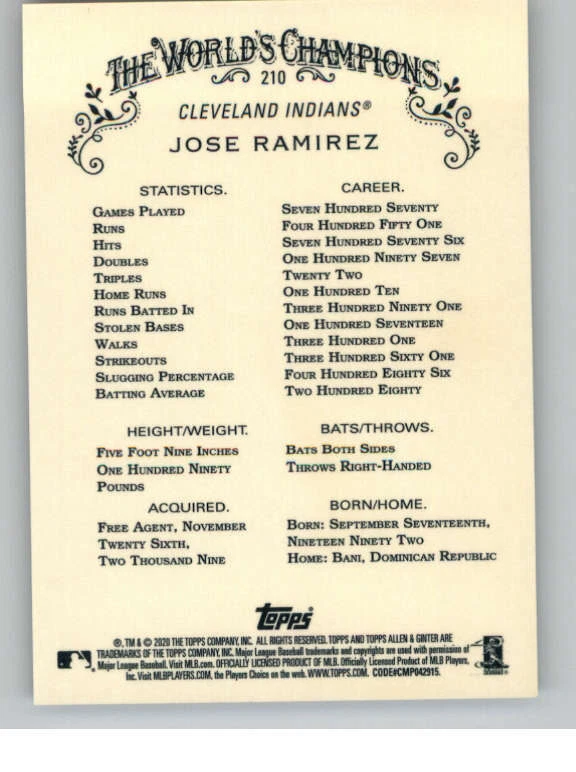 THE WORLD'S CHAMPIONS
210
CLEVELAND INDIANS®
JOSE RAMIREZ
STATISTICS. CAREER.
GAMES PLAYED SEVEN HUNDRED SEVENTY
RUNS FOUR HUNDRED FIFTY ONE
HITS SEVEN HUNDRED SEVENTY SIX
DOUBLES ONE HUNDRED NINETY SEVEN
TRIPLES TWENTY TWO
HOME RUNS ONE HUNDRED TEN
RUNS BATTED IN THREE HUNDRED NINETY ONE
STOLEN BASES ONE HUNDRED SEVENTEEN
WALKS THREE HUNDRED ONE
STRIKEOUTS THREE HUNDRED SIXTY ONE
SLUGGING PERCENTAGE FOUR HUNDRED EIGHTY SIX
BATTING AVERAGE TWO HUNDRED EIGHTY
HEIGHT/WEIGHT. BATS/THROWS.
FIVE FOOT NINE INCHES BATS BOTH SIDES
ONE HUNDRED NINETY THROWS RIGHT-HANDED
POUNDS
ACQUIRED. BORN/HOME.
FREE AGENT, NOVEMBER BORN: SEPTEMBER SEVENTEENTH,
TWENTY SIXTH, NINETEEN NINETY TWO
TWO THOUSAND NINE HOME: BANI, DOMINICAN REPUBLIC
Topps
®, TM & © 2020 THE TOPPS COMPANY, INC. ALL RIGHTS RESERVED. TOPPS AND TOPPS ALLEN & GINTER ARE
TRADEMARKS OF THE TOPPS COMPANY, INC. Major League Baseball trademarks and copyrights are used with permission of
Major League Baseball. Visit MLB.com. OFFICIALLY LICENSED PRODUCT OF MLB. Officially Licensed Product of MLB Players,
Inc. Visit MLBPLAYERS.COM, the Players Choice on the web. WWW.TOPPS.COM. CODE#CMP042915.